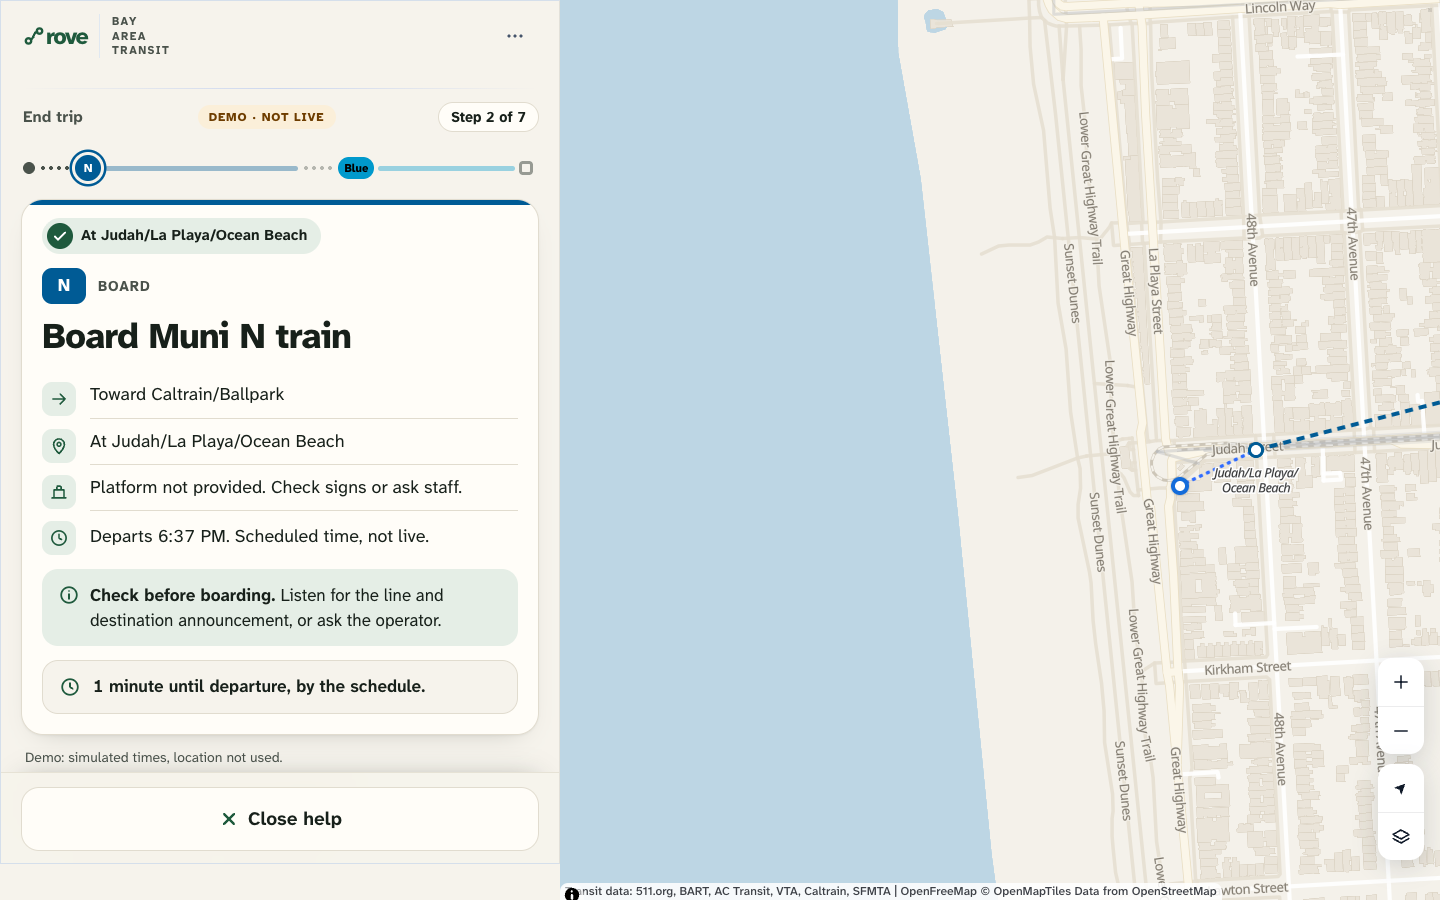 rove
BAY
AREA
TRANSIT
End trip
DEMO · NOT LIVE
Step 2 of 7
N
Blue
At Judah/La Playa/Ocean Beach
N
BOARD
Board Muni N train
Toward Caltrain/Ballpark
At Judah/La Playa/Ocean Beach
Platform not provided. Check signs or ask staff.
Departs 6:37 PM. Scheduled time, not live.
Check before boarding. Listen for the line and
destination announcement, or ask the operator.
1 minute until departure, by the schedule.
Demo: simulated times, location not used.
Close help
Lincoln Way
Lower Great Highway Trail
Sunset Dunes
Great Highway
La Playa Street
48th Avenue
47th Avenue
Lower Great Highway Trail
Judah
Judah/La Playa/
Ocean Beach
47th Avenue
Sunset Dunes
Great Highway
Lower Great Highway Trail
Kirkham Street
48th Avenue
Sunset Dunes
Great Highway
nsit data: 511.org, BART, AC Transit, VTA, Caltrain, SFMTA | OpenFreeMap © OpenMapTiles Data from OpenStreetMap
wton Street